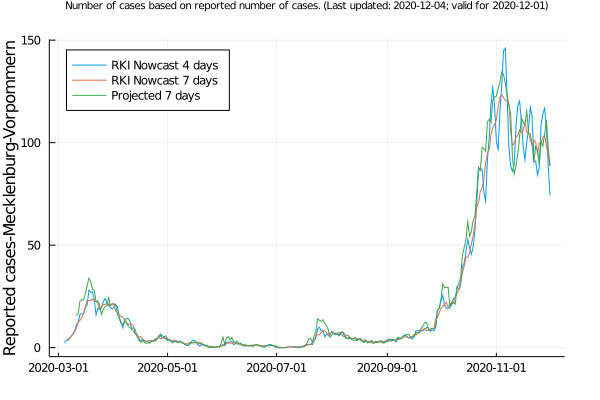 Number of cases based on reported number of cases. (Last updated: 2020-12-04; valid for 2020-12-01)
Reported cases-Mecklenburg-Vorpommern
150
100
50
0
RKI Nowcast 4 days
RKI Nowcast 7 days
Projected 7 days
2020-03-01 2020-05-01 2020-07-01 2020-09-01 2020-11-01